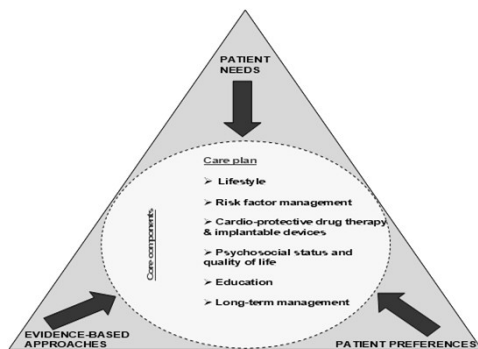 PATIENT
NEEDS
Care plan
➢ Lifestyle
➢ Risk factor management
➢ Cardio-protective drug therapy
& implantable devices
➢ Psychosocial status and
quality of life
➢ Education
➢ Long-term management
Core components
EVIDENCE-BASED
APPROACHES
PATIENT PREFERENCES